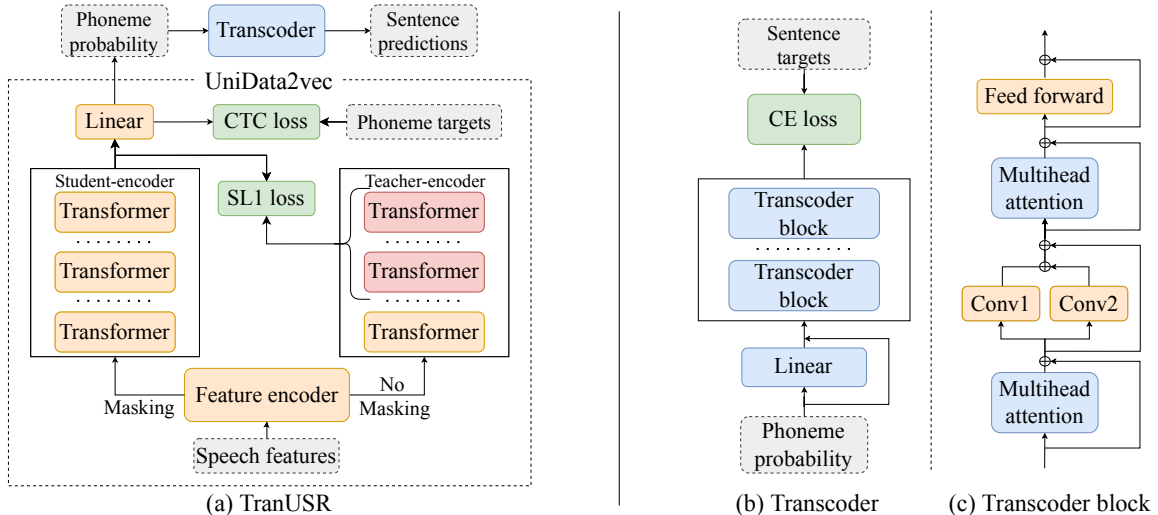 Phoneme
probability
Transcoder
Sentence
predictions
UniData2vec
Linear
CTC loss
Phoneme targets
Student-encoder
Transformer
. . . . . . . .
Transformer
. . . . . . . .
Transformer
SL1 loss
Teacher-encoder
Transformer
. . . . . . . .
Transformer
. . . . . . . .
Transformer
Masking
Feature encoder
No
Masking
Speech features
(a) TranUSR
Sentence
targets
CE loss
Transcoder
block
. . . . . . . . . .
Transcoder
block
Linear
Phoneme
probability
(b) Transcoder
Feed forward
Multihead
attention
Conv1
Conv2
Multihead
attention
(c) Transcoder block